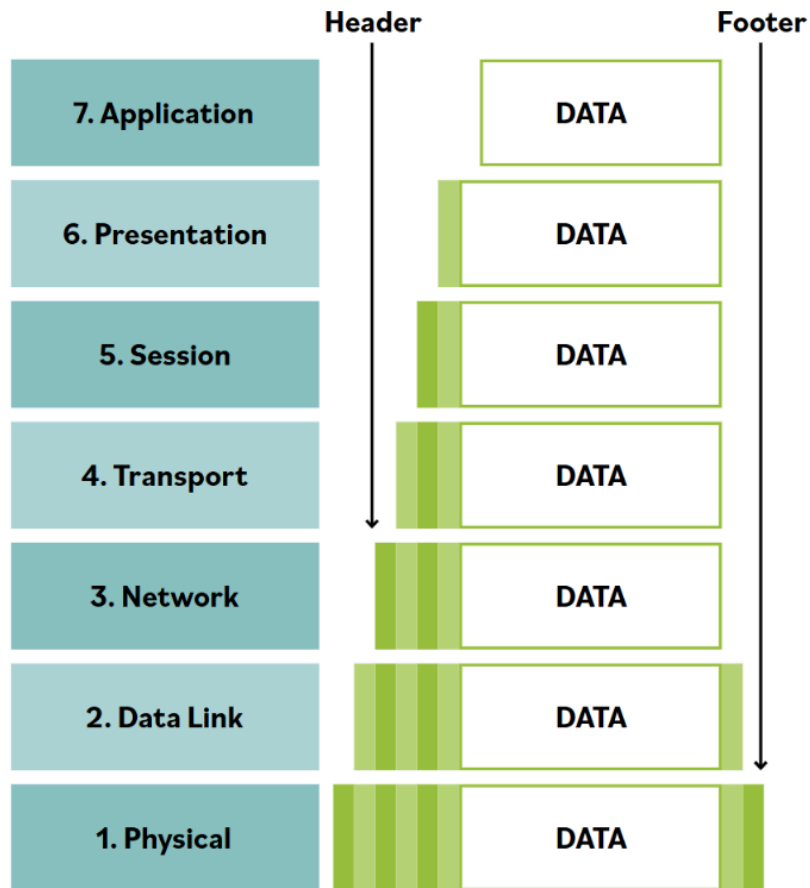 Header Footer
7. Application DATA
6. Presentation DATA
5. Session DATA
4. Transport DATA
3. Network DATA
2. Data Link DATA
1. Physical DATA